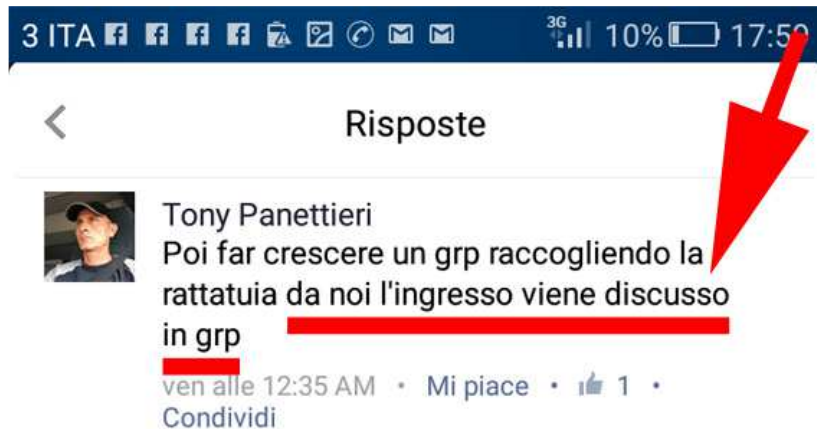 3 ITA 3G 10% 17:59
Risposte
Tony Panettieri
Poi far crescere un grp raccogliendo la
rattatuia da noi l'ingresso viene discusso
in grp
ven alle 12:35 AM • Mi piace • 1 •
Condividi